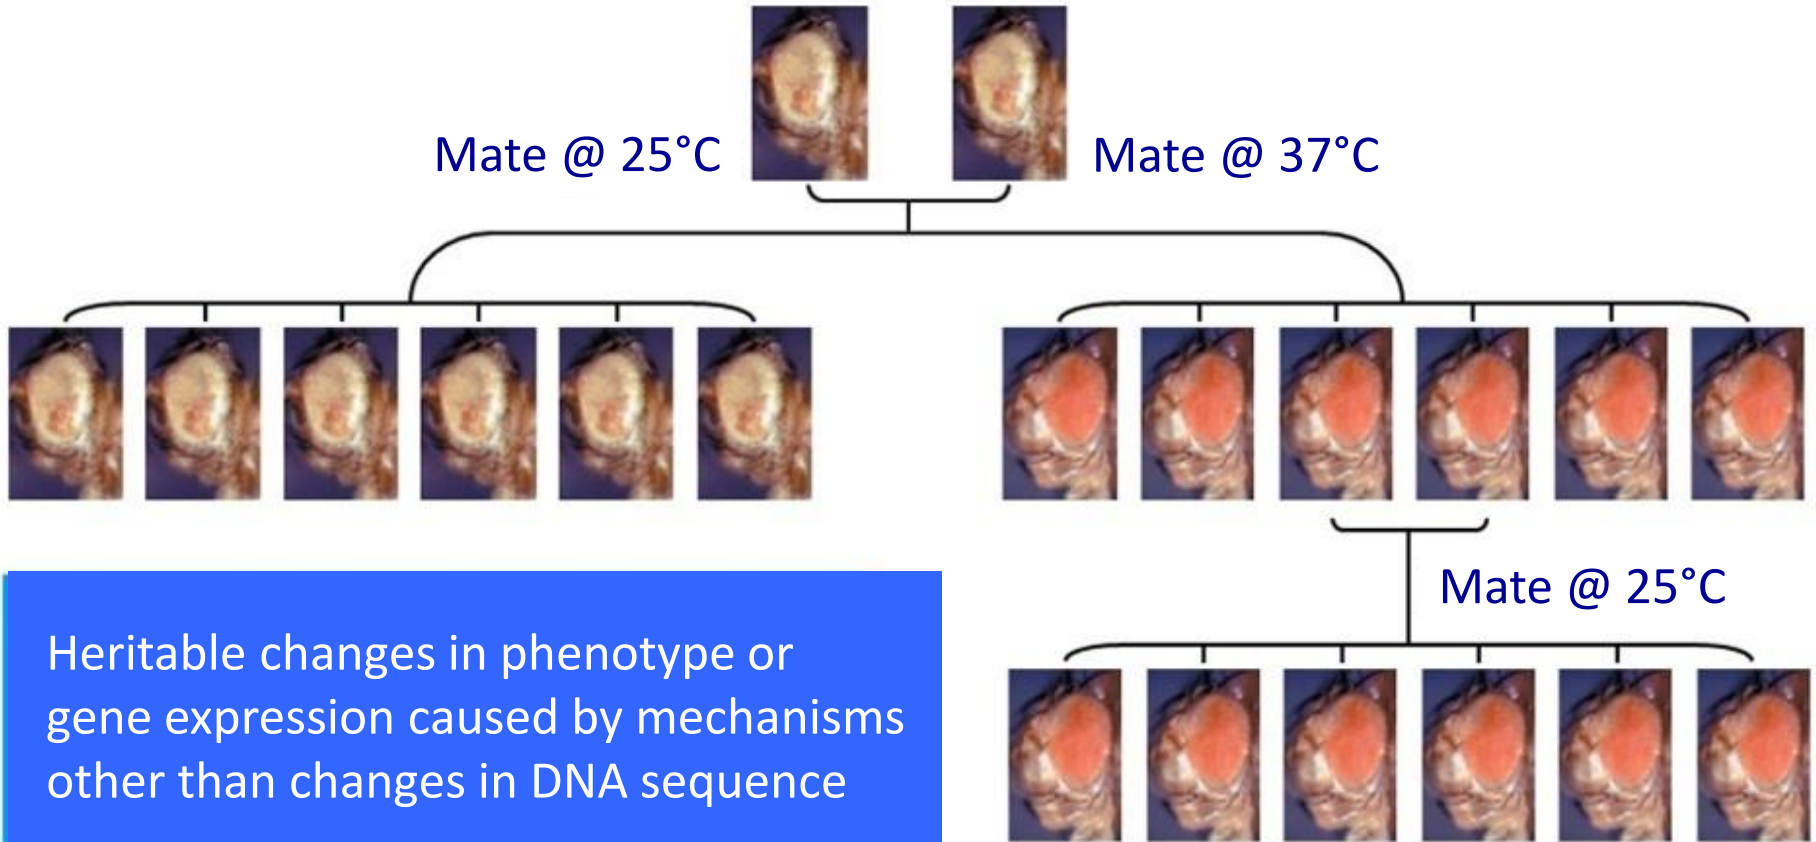 Mate @ 25°C
Mate @ 37°C
Mate @ 25°C
Heritable changes in phenotype or
gene expression caused by mechanisms
other than changes in DNA sequence